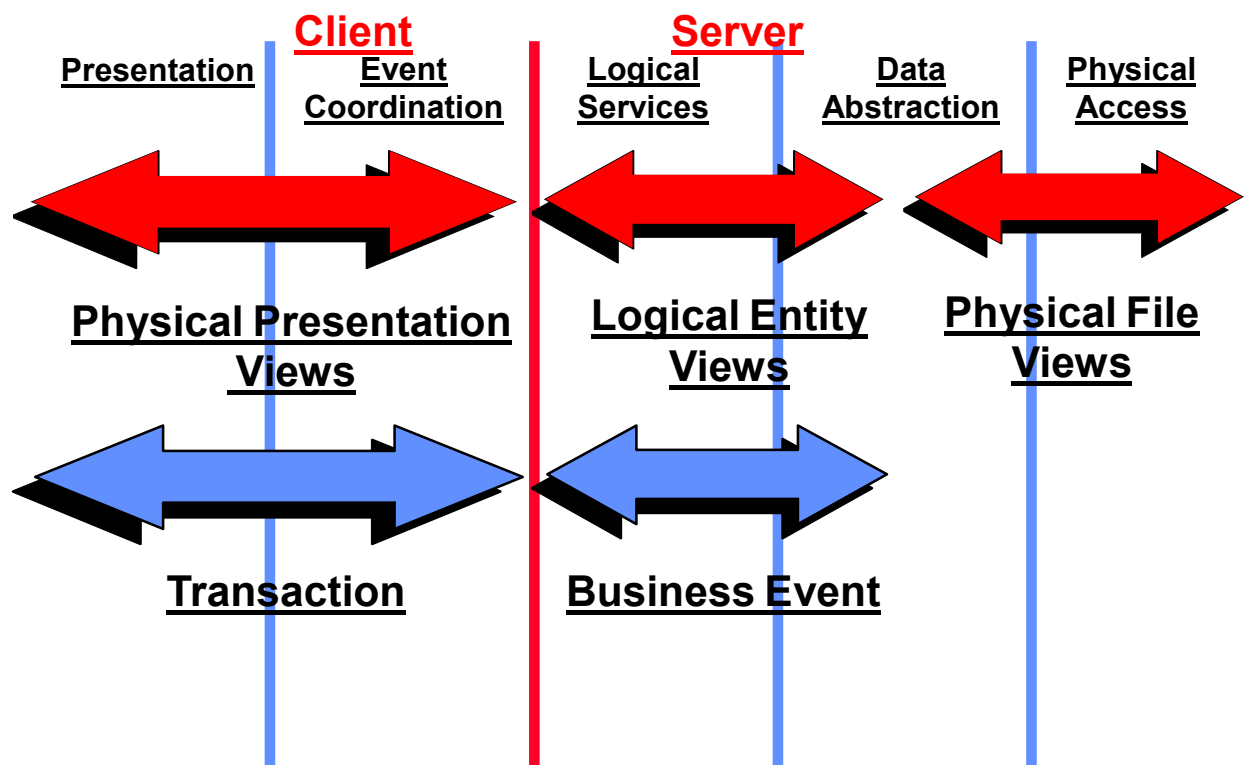 Client
Server
Presentation
Event
Coordination
Logical
Services
Data
Abstraction
Physical
Access
Physical Presentation
Views
Logical Entity
Views
Physical File
Views
Transaction
Business Event